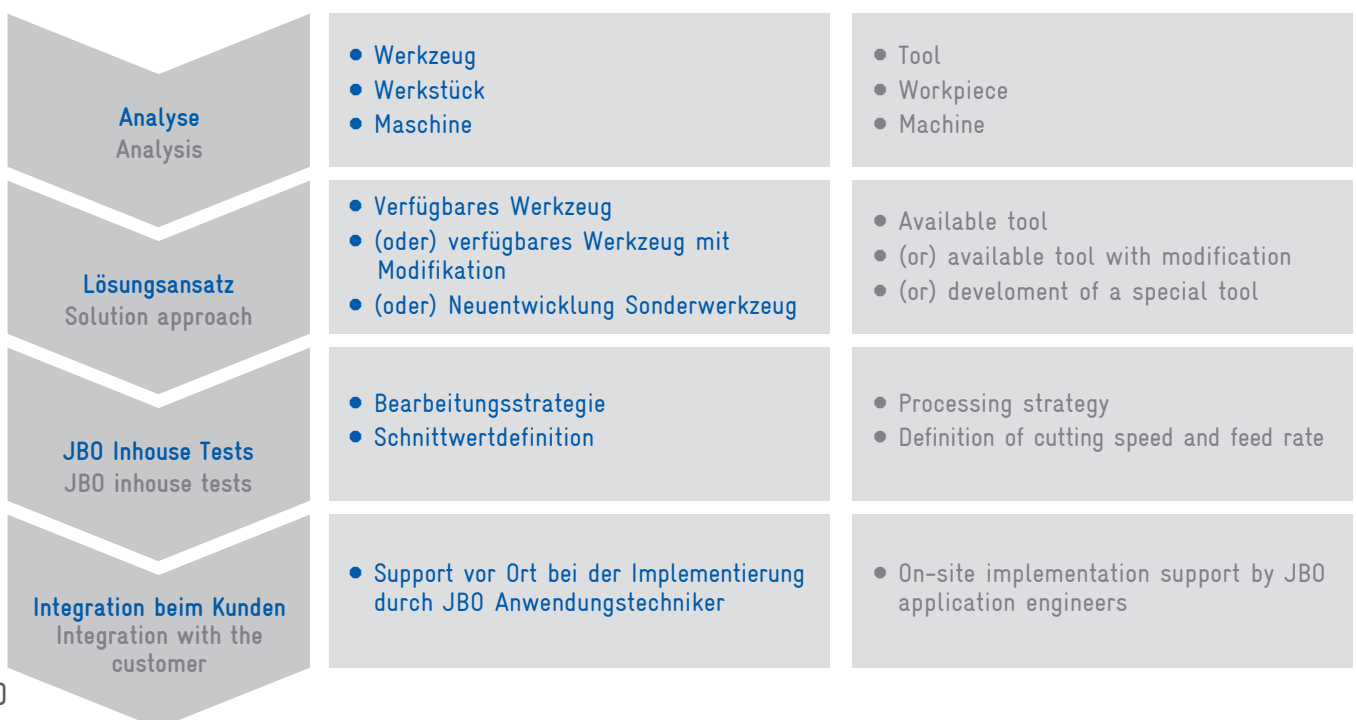 Analyse
Analysis
● Werkzeug
● Werkstück
● Maschine
● Tool
● Workpiece
● Machine
Lösungsansatz
Solution approach
● Verfügbares Werkzeug
● (oder) verfügbares Werkzeug mit
Modifikation
● (oder) Neuentwicklung Sonderwerkzeug
● Available tool
● (or) available tool with modification
● (or) develoment of a special tool
JBO Inhouse Tests
JBO inhouse tests
● Bearbeitungsstrategie
● Schnittwertdefinition
● Processing strategy
● Definition of cutting speed and feed rate
Integration beim Kunden
Integration with the
customer
● Support vor Ort bei der Implementierung
durch JBO Anwendungstechniker
● On-site implementation support by JBO
application engineers